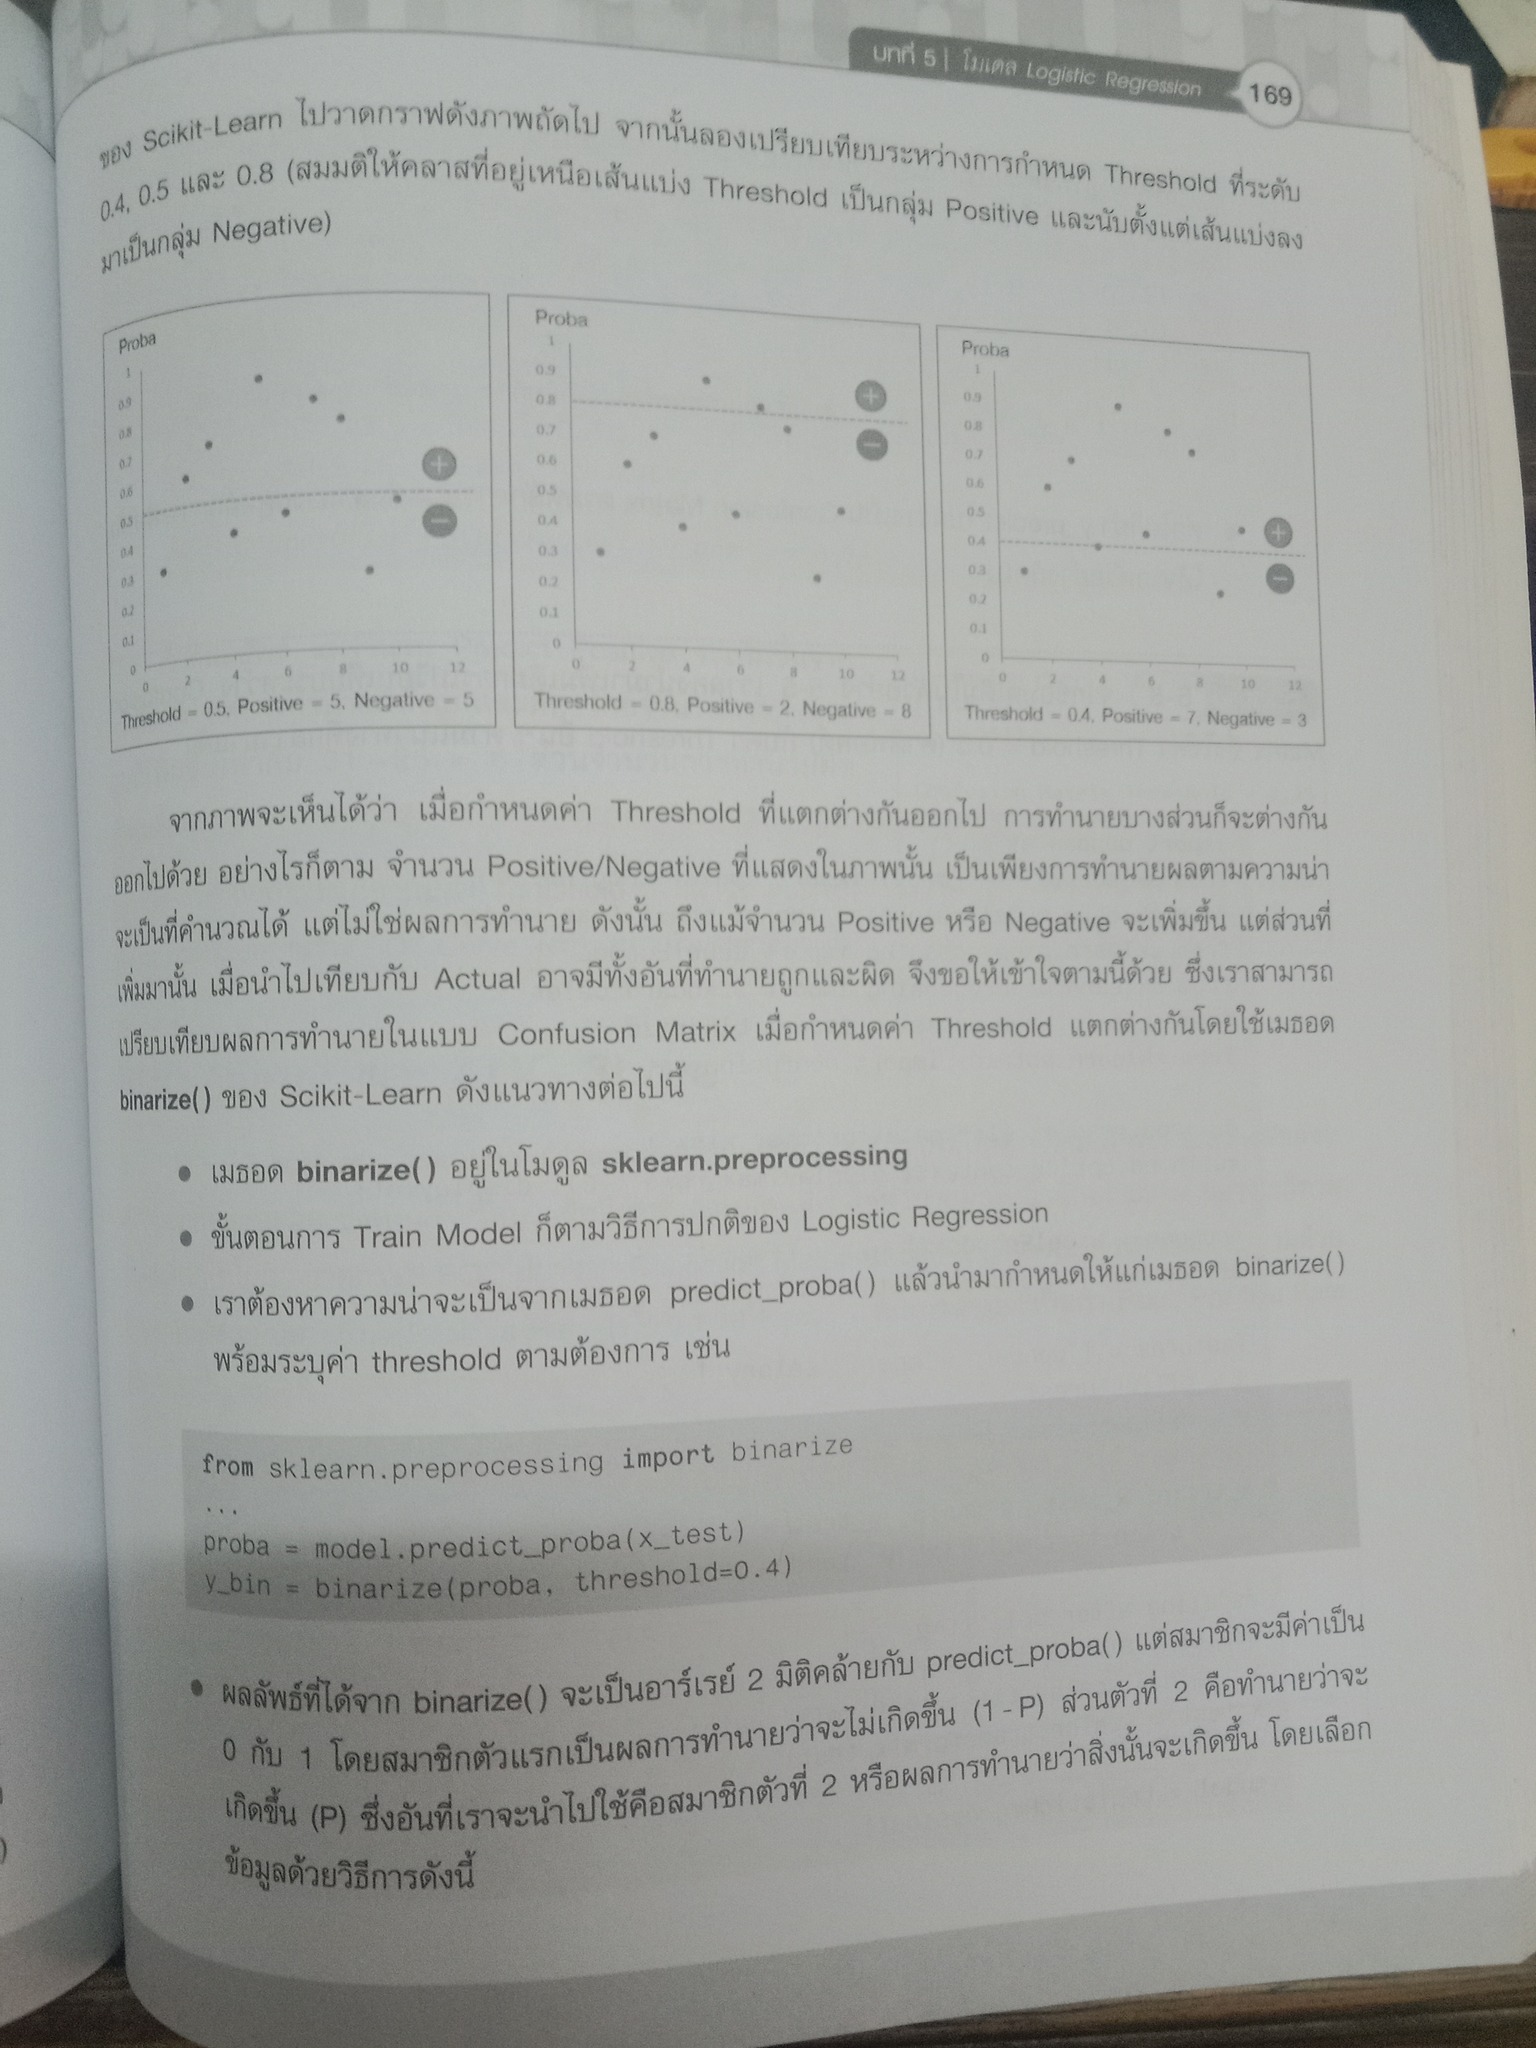 บทที่ 5 | โมเดล Logistic Regression
169
ของ Scikit-Learn ไปวาดกราฟดังภาพถัดไป จากนั้นลองเปรียบเทียบระหว่างการกำหนด Threshold ที่ระดับ
0.4, 0.5 และ 0.8 (สมมติให้คลาสที่อยู่เหนือเส้นแบ่ง Threshold เป็นกลุ่ม Positive และนับตั้งแต่เส้นแบ่งลง
มาเป็นกลุ่ม Negative)
Proba
1
0.9
0.8
0.7
0.6
0.5
0.4
0.3
0.2
0.1
0
0 2 4 6 8 10 12
+
−
Threshold = 0.5, Positive = 5, Negative = 5
Proba
1
0.9
0.8
0.7
0.6
0.5
0.4
0.3
0.2
0.1
0
0 2 4 6 8 10 12
+
−
Threshold = 0.8, Positive = 2, Negative = 8
Proba
1
0.9
0.8
0.7
0.6
0.5
0.4
0.3
0.2
0.1
0
0 2 4 6 8 10 12
+
−
Threshold = 0.4, Positive = 7, Negative = 3
จากภาพจะเห็นได้ว่า เมื่อกำหนดค่า Threshold ที่แตกต่างกันออกไป การทำนายบางส่วนก็จะต่างกัน
ออกไปด้วย อย่างไรก็ตาม จำนวน Positive/Negative ที่แสดงในภาพนั้น เป็นเพียงการทำนายผลตามความน่า
จะเป็นที่คำนวณได้ แต่ไม่ใช่ผลการทำนาย ดังนั้น ถึงแม้จำนวน Positive หรือ Negative จะเพิ่มขึ้น แต่ส่วนที่
เพิ่มมานั้น เมื่อนำไปเทียบกับ Actual อาจมีทั้งอันที่ทำนายถูกและผิด จึงขอให้เข้าใจตามนี้ด้วย ซึ่งเราสามารถ
เปรียบเทียบผลการทำนายในแบบ Confusion Matrix เมื่อกำหนดค่า Threshold แตกต่างกันโดยใช้เมธอด
binarize() ของ Scikit-Learn ดังแนวทางต่อไปนี้
● เมธอด binarize() อยู่ในโมดูล sklearn.preprocessing
● ขั้นตอนการ Train Model ก็ตามวิธีการปกติของ Logistic Regression
● เราต้องหาความน่าจะเป็นจากเมธอด predict_proba() แล้วนำมากำหนดให้แก่เมธอด binarize()
พร้อมระบุค่า threshold ตามต้องการ เช่น
from sklearn.preprocessing import binarize
...
proba = model.predict_proba(x_test)
y_bin = binarize(proba, threshold=0.4)
● ผลลัพธ์ที่ได้จาก binarize() จะเป็นอาร์เรย์ 2 มิติคล้ายกับ predict_proba() แต่สมาชิกจะมีค่าเป็น
0 กับ 1 โดยสมาชิกตัวแรกเป็นผลการทำนายว่าจะไม่เกิดขึ้น (1 - P) ส่วนตัวที่ 2 คือทำนายว่าจะ
เกิดขึ้น (P) ซึ่งอันที่เราจะนำไปใช้คือสมาชิกตัวที่ 2 หรือผลการทำนายว่าสิ่งนั้นจะเกิดขึ้น โดยเลือก
ข้อมูลด้วยวิธีการดังนี้